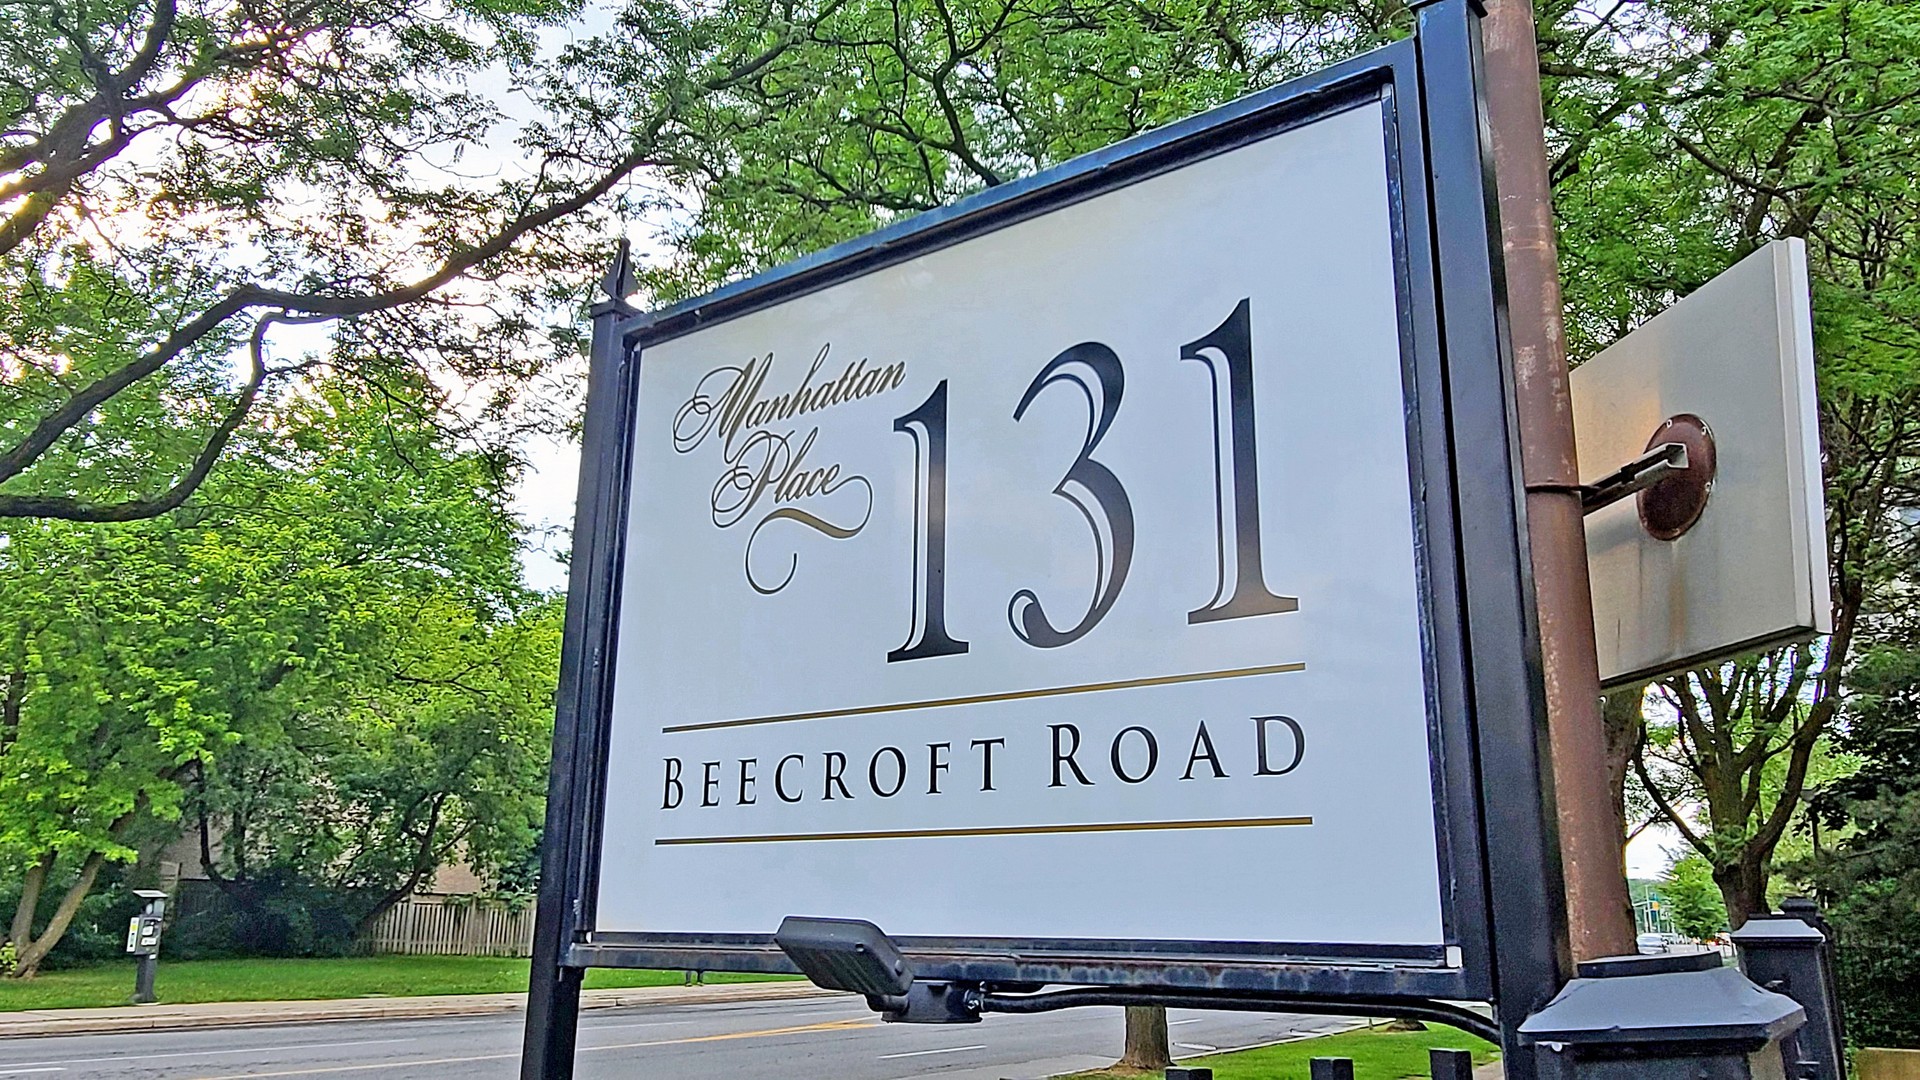 Manhattan
Place
131
BEECROFT ROAD